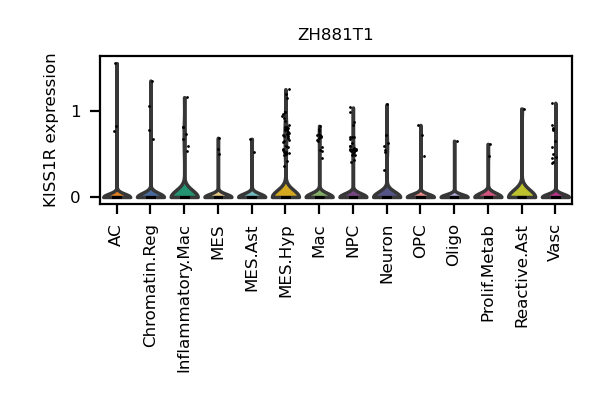 ZH881T1
KISS1R expression
1
0
AC
Chromatin.Reg
Inflammatory.Mac
MES
MES.Ast
MES.Hyp
Mac
NPC
Neuron
OPC
Oligo
Prolif.Metab
Reactive.Ast
Vasc